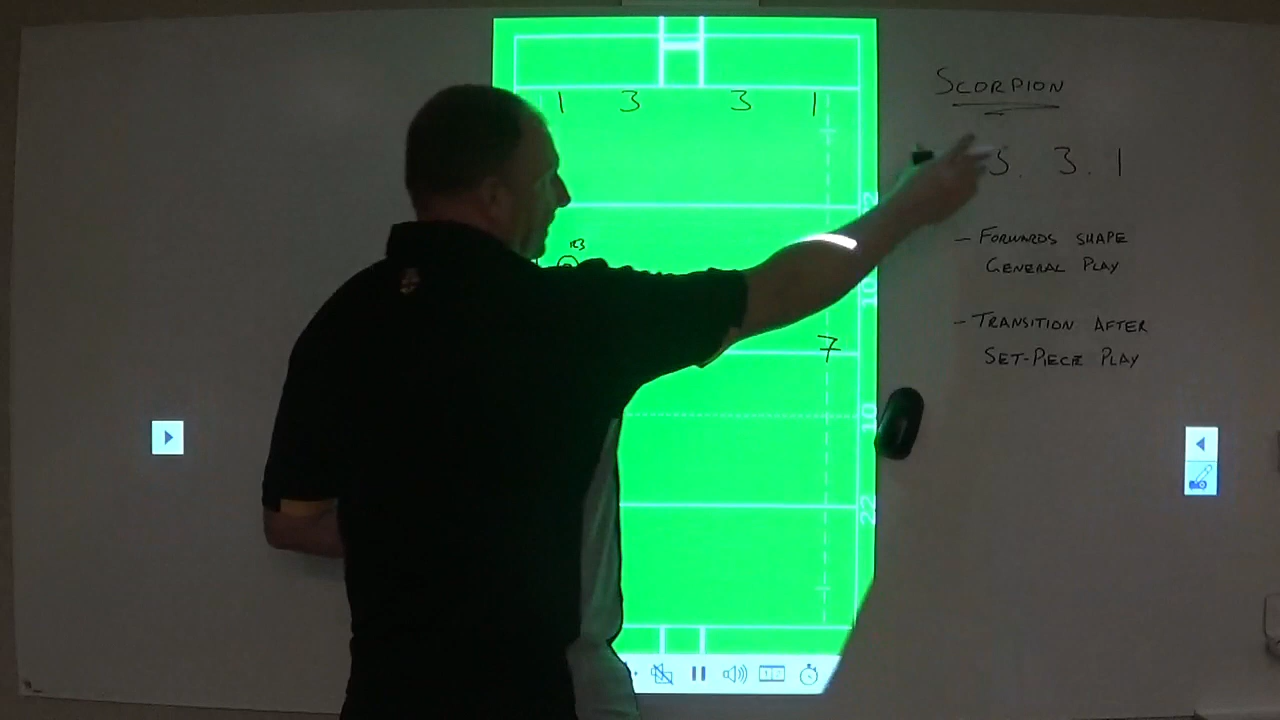 SCORPION
3. 3. 1
- FORWARDS SHAPE
GENERAL PLAY
- TRANSITION AFTER
SET-PIECE PLAY
1 3 3 1
7
10
22